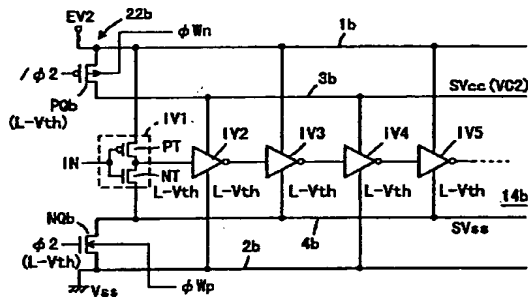 EV2 22b φWn 1b
/φ2 3b SVcc(VC2)
PQb
(L-Vth) IV1 IV2 IV3 IV4 IV5
IN PT
NT L-Vth L-Vth L-Vth L-Vth
NQb L-Vth 14b
φ2 4b SVss
(L-Vth) 2b
Vss φWp